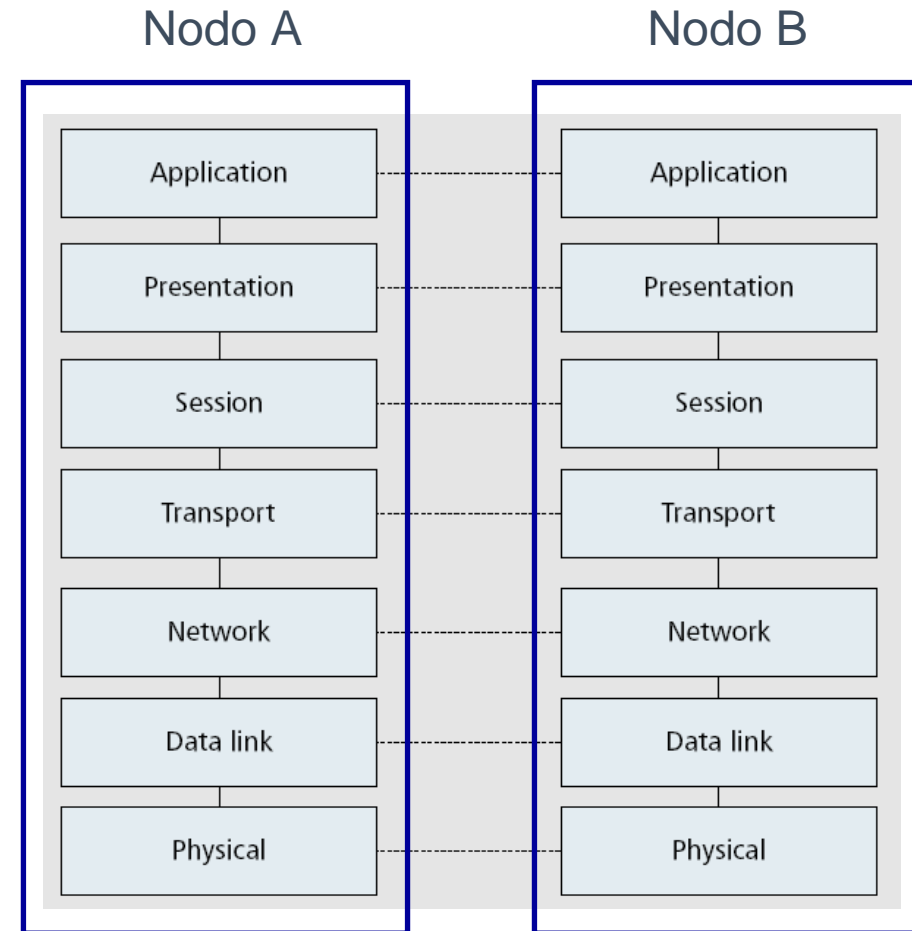 Nodo A
Nodo B
Application
Application
Presentation
Presentation
Session
Session
Transport
Transport
Network
Network
Data link
Data link
Physical
Physical